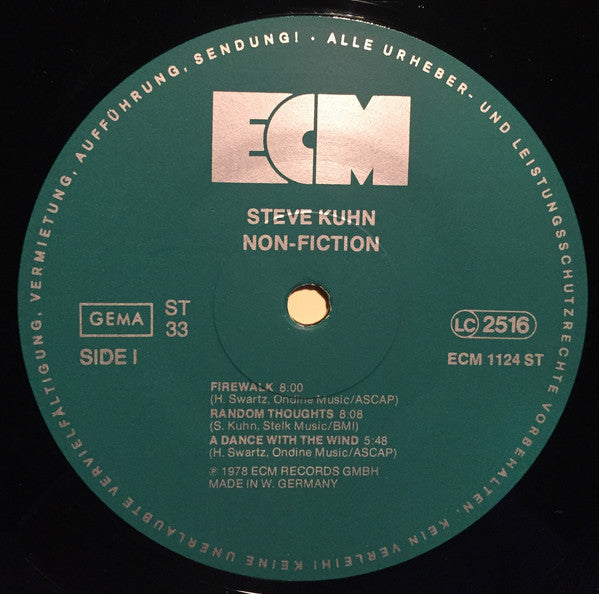 ALLE URHEBER- UND LEISTUNGSSCHUTZRECHTE VORBEHALTEN. KEIN VERLEIH! KEINE UNERLAUBTE VERVIELFÄLTIGUNG, VERMIETUNG, AUFFÜHRUNG, SENDUNG! ·
ECM
STEVE KUHN
NON-FICTION
GEMA
ST
33
SIDE I
LC 2516
ECM 1124 ST
FIREWALK 8:00
(H. Swartz, Ondine Music/ASCAP)
RANDOM THOUGHTS 8:08
(S. Kuhn, Stelk Music/BMI)
A DANCE WITH THE WIND 5:48
(H. Swartz, Ondine Music/ASCAP)
℗ 1978 ECM RECORDS GMBH
MADE IN W. GERMANY